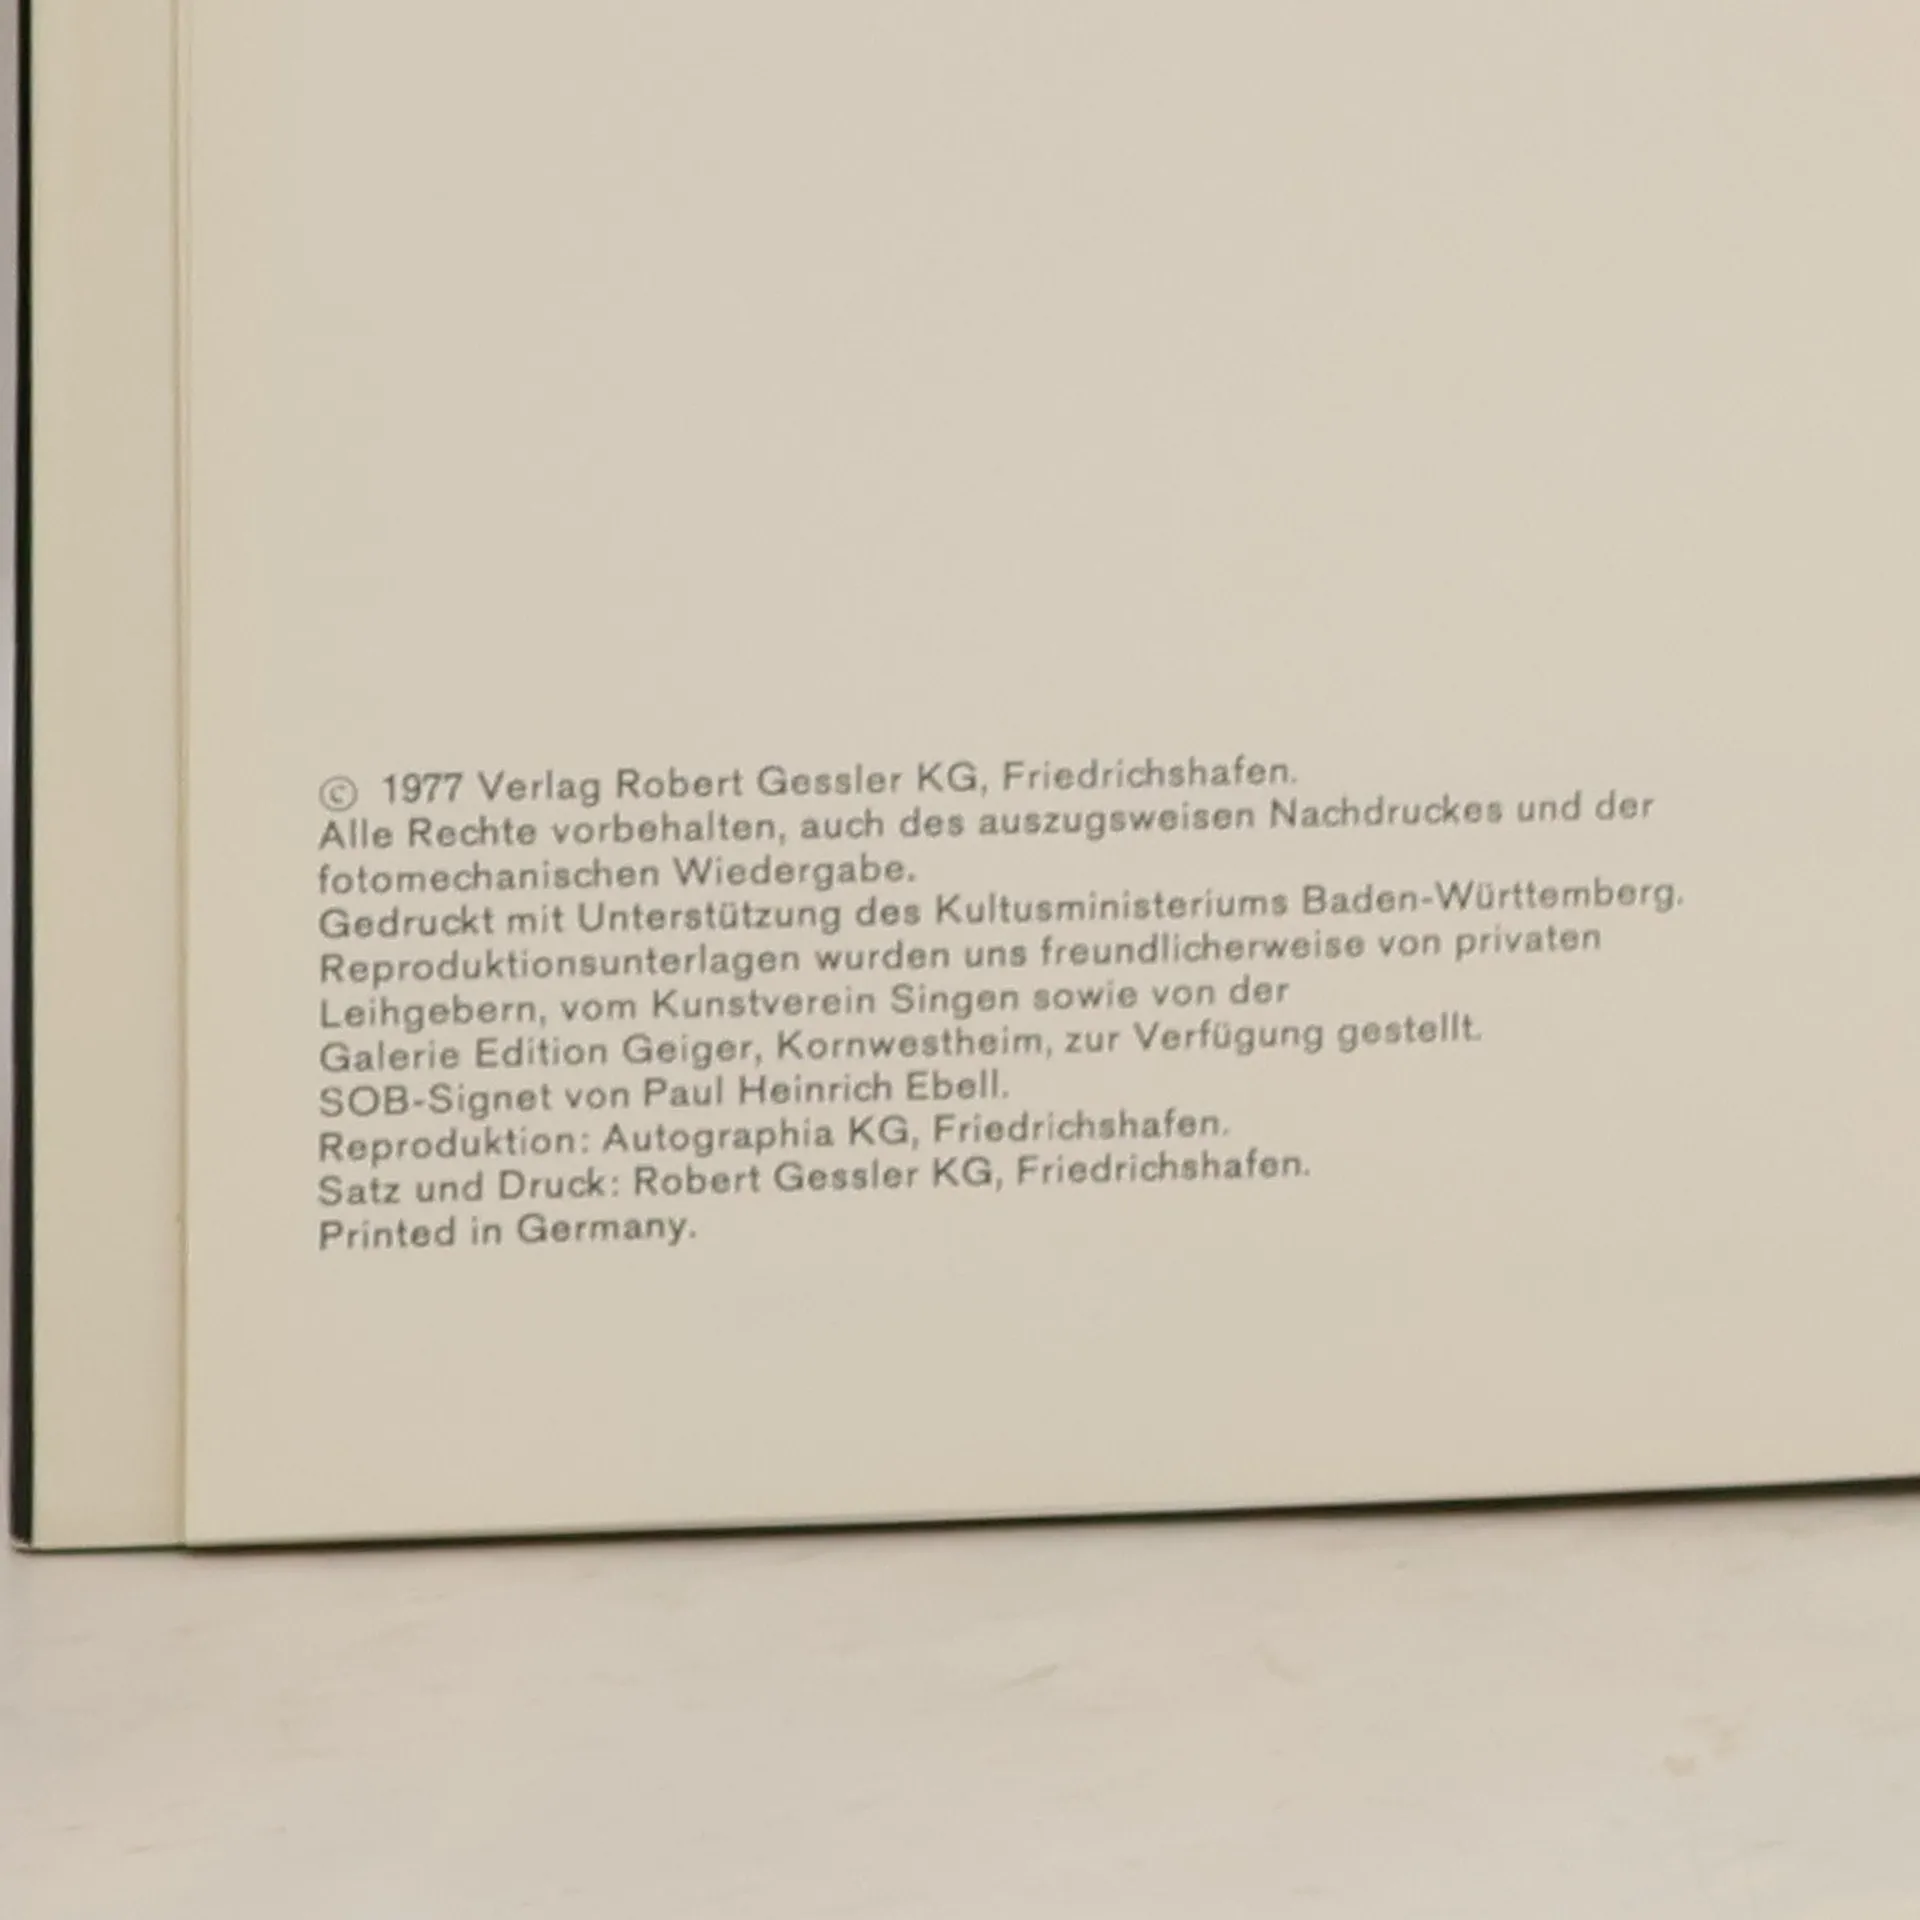 © 1977 Verlag Robert Gessler KG, Friedrichshafen.
Alle Rechte vorbehalten, auch des auszugsweisen Nachdruckes und der
fotomechanischen Wiedergabe.
Gedruckt mit Unterstützung des Kultusministeriums Baden-Württemberg.
Reproduktionsunterlagen wurden uns freundlicherweise von privaten
Leihgebern, vom Kunstverein Singen sowie von der
Galerie Edition Geiger, Kornwestheim, zur Verfügung gestellt.
SOB-Signet von Paul Heinrich Ebell.
Reproduktion: Autographia KG, Friedrichshafen.
Satz und Druck: Robert Gessler KG, Friedrichshafen.
Printed in Germany.